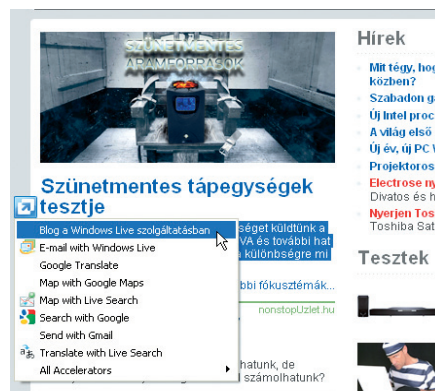 SZÜNETMENTES
ÁRAMFORRÁSOK
Szünetmentes tápegységek
tesztje
séget küldtünk a
VA és további hat
a különbségre mi
bbi fókusztémák...
nonstopUzlet.hu
hatunk, de
számolhatunk?
Blog a Windows Live szolgáltatásban
E-mail with Windows Live
Google Translate
Map with Google Maps
Map with Live Search
Search with Google
Send with Gmail
Translate with Live Search
All Accelerators
Hírek
Mit tégy, hog
közben?
Szabadon ga
Új Intel proc
A világ első
Új év, új PC W
Projektoros
Electrose ny
Divatos és h
Nyerjen Tos
Toshiba Sat
Tesztek